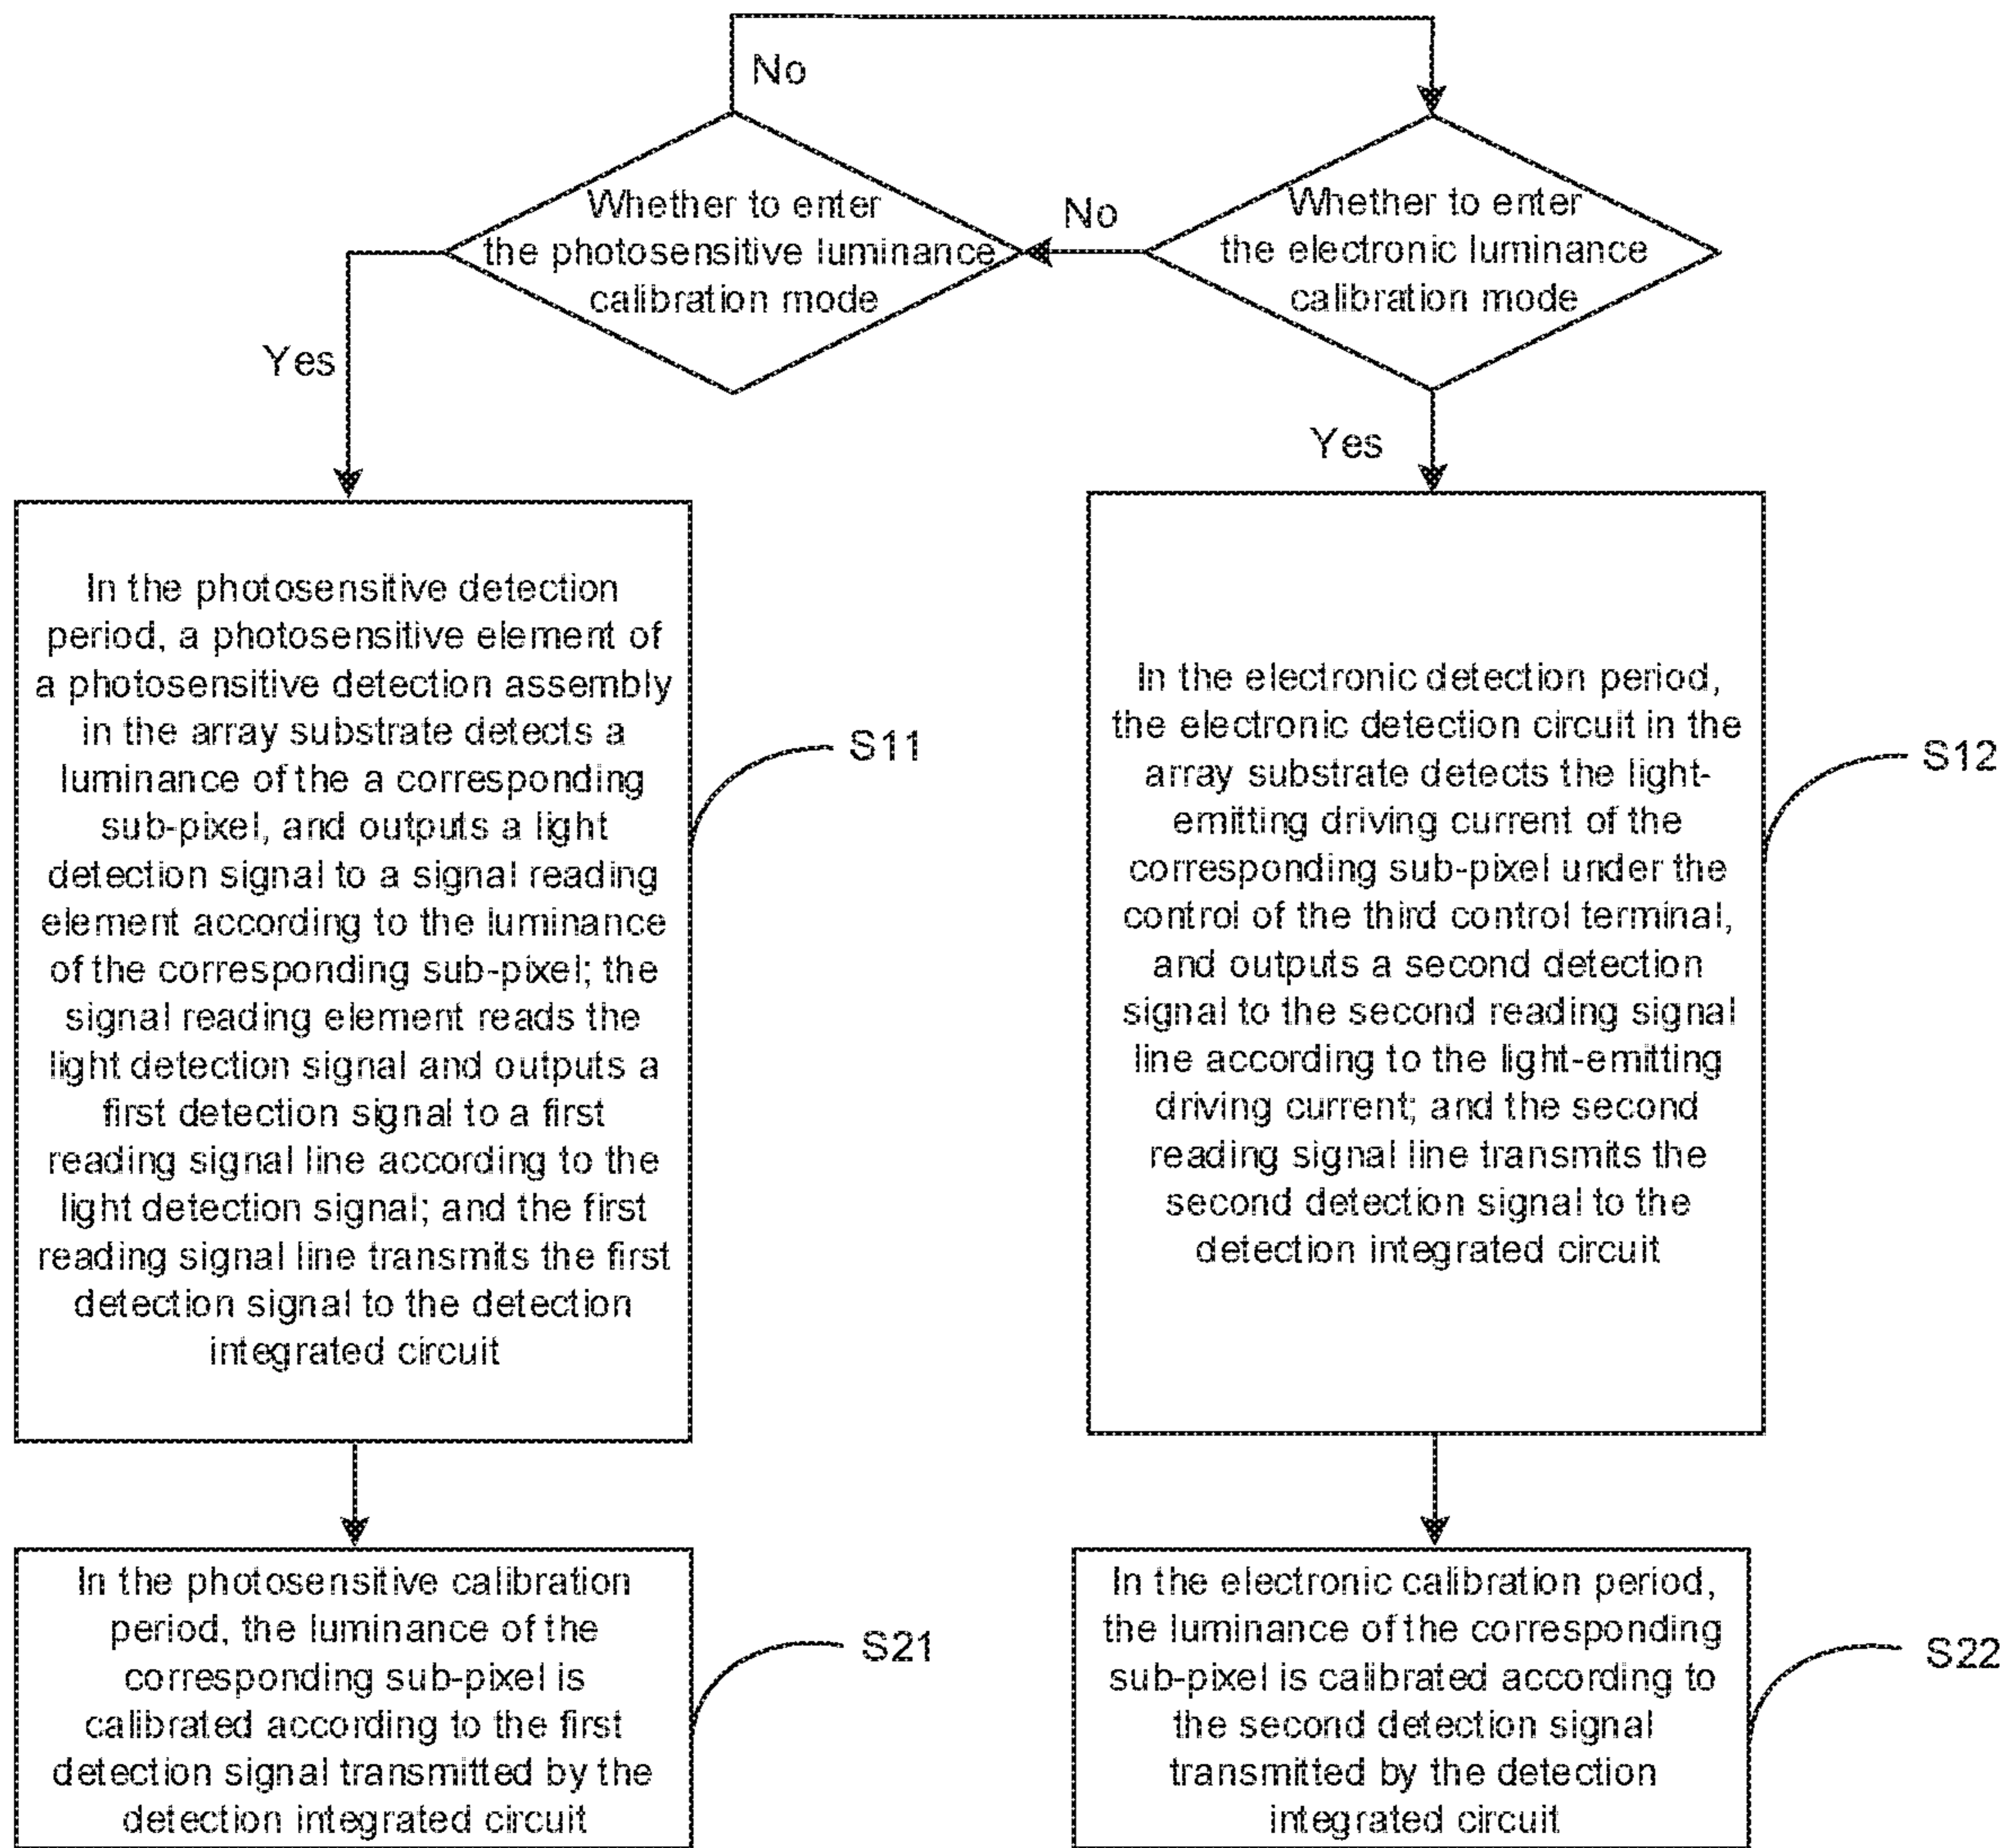 No
Whether to enter
the photosensitive luminance
calibration mode
No
Whether to enter
the electronic luminance
calibration mode
Yes
Yes
In the photosensitive detection
period, a photosensitive element of
a photosensitive detection assembly
in the array substrate detects a
luminance of the a corresponding
sub-pixel, and outputs a light
detection signal to a signal reading
element according to the luminance
of the corresponding sub-pixel; the
signal reading element reads the
light detection signal and outputs a
first detection signal to a first
reading signal line according to the
light detection signal; and the first
reading signal line transmits the first
detection signal to the detection
integrated circuit
S11
In the electronic detection period,
the electronic detection circuit in the
array substrate detects the light-
emitting driving current of the
corresponding sub-pixel under the
control of the third control terminal,
and outputs a second detection
signal to the second reading signal
line according to the light-emitting
driving current; and the second
reading signal line transmits the
second detection signal to the
detection integrated circuit
S12
In the photosensitive calibration
period, the luminance of the
corresponding sub-pixel is
calibrated according to the first
detection signal transmitted by the
detection integrated circuit
S21
In the electronic calibration period,
the luminance of the corresponding
sub-pixel is calibrated according to
the second detection signal
transmitted by the detection
integrated circuit
S22